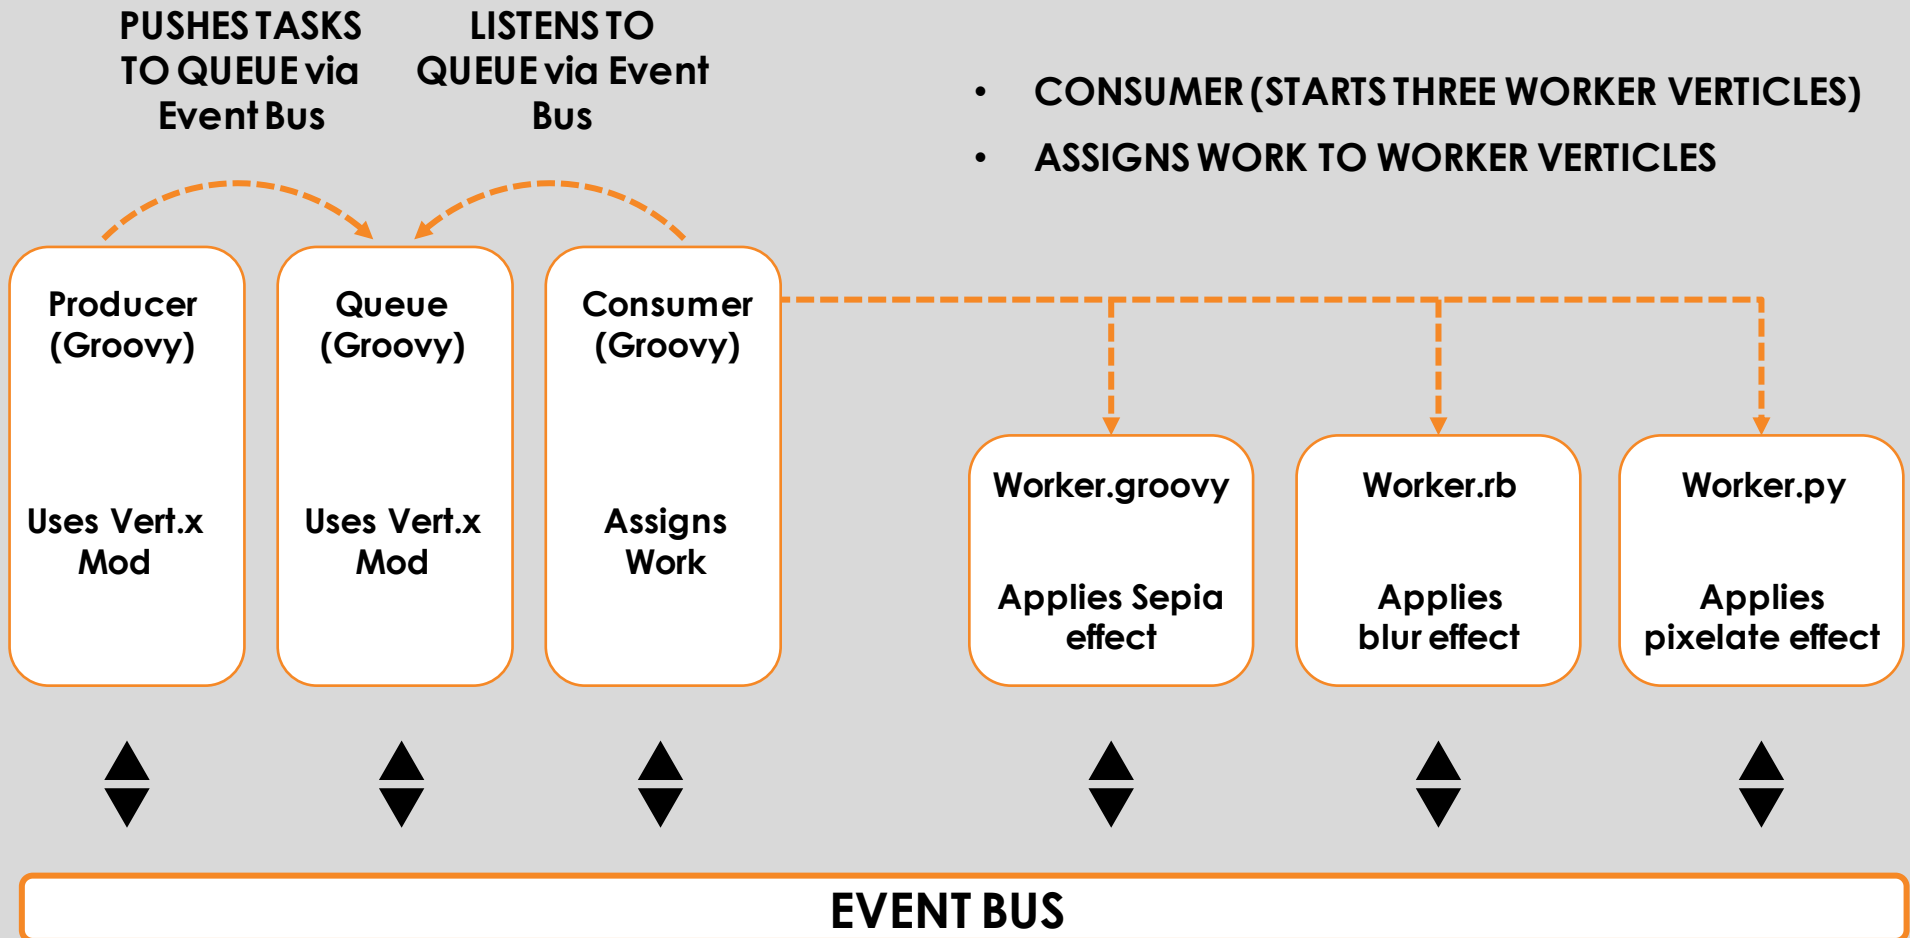 PUSHES TASKS
TO QUEUE via
Event Bus
LISTENS TO
QUEUE via Event
Bus
• CONSUMER (STARTS THREE WORKER VERTICLES)
• ASSIGNS WORK TO WORKER VERTICLES
Producer
(Groovy)
Uses Vert.x
Mod
Queue
(Groovy)
Uses Vert.x
Mod
Consumer
(Groovy)
Assigns
Work
Worker.groovy
Applies Sepia
effect
Worker.rb
Applies
blur effect
Worker.py
Applies
pixelate effect
EVENT BUS